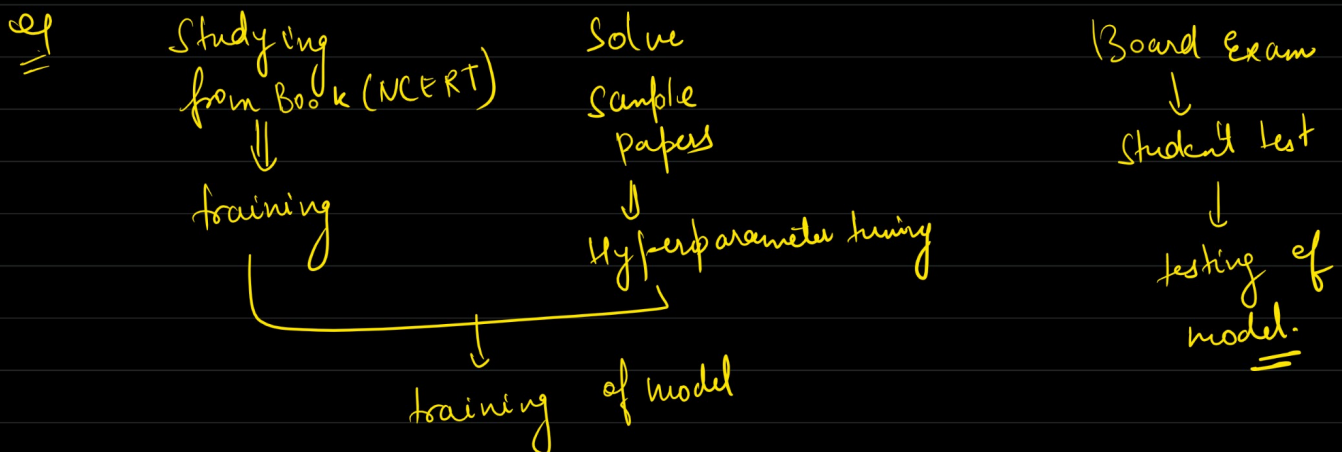 eg
Studying
from Book (NCERT)
training
Solve
Sample
papers
Hyperparameter tuning
training of model
Board Exam
Student test
testing of
model.